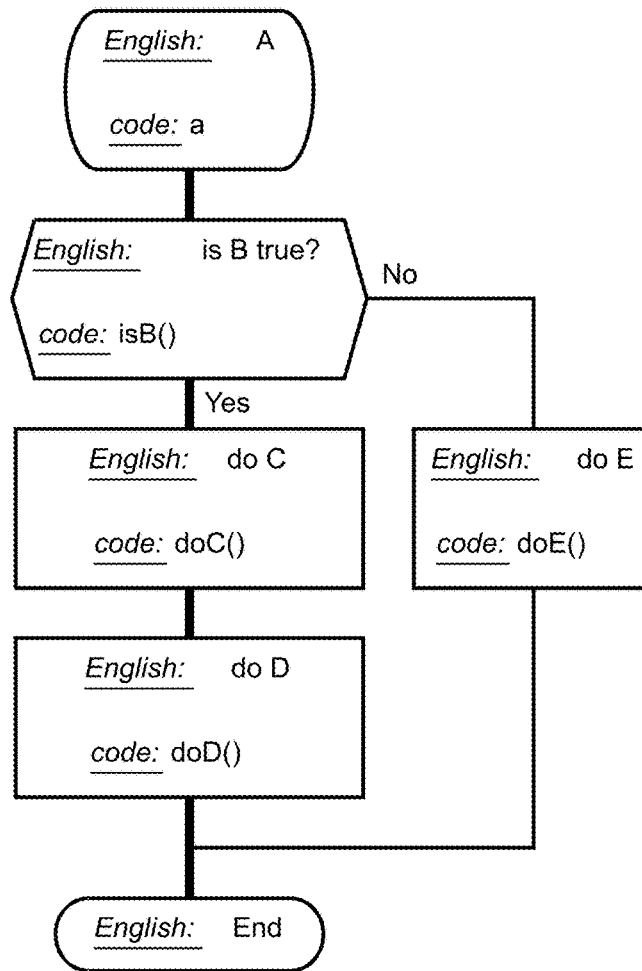 English: A
code: a
English: is B true?
code: isB()
No
Yes
English: do C
code: doC()
English: do E
code: doE()
English: do D
code: doD()
English: End